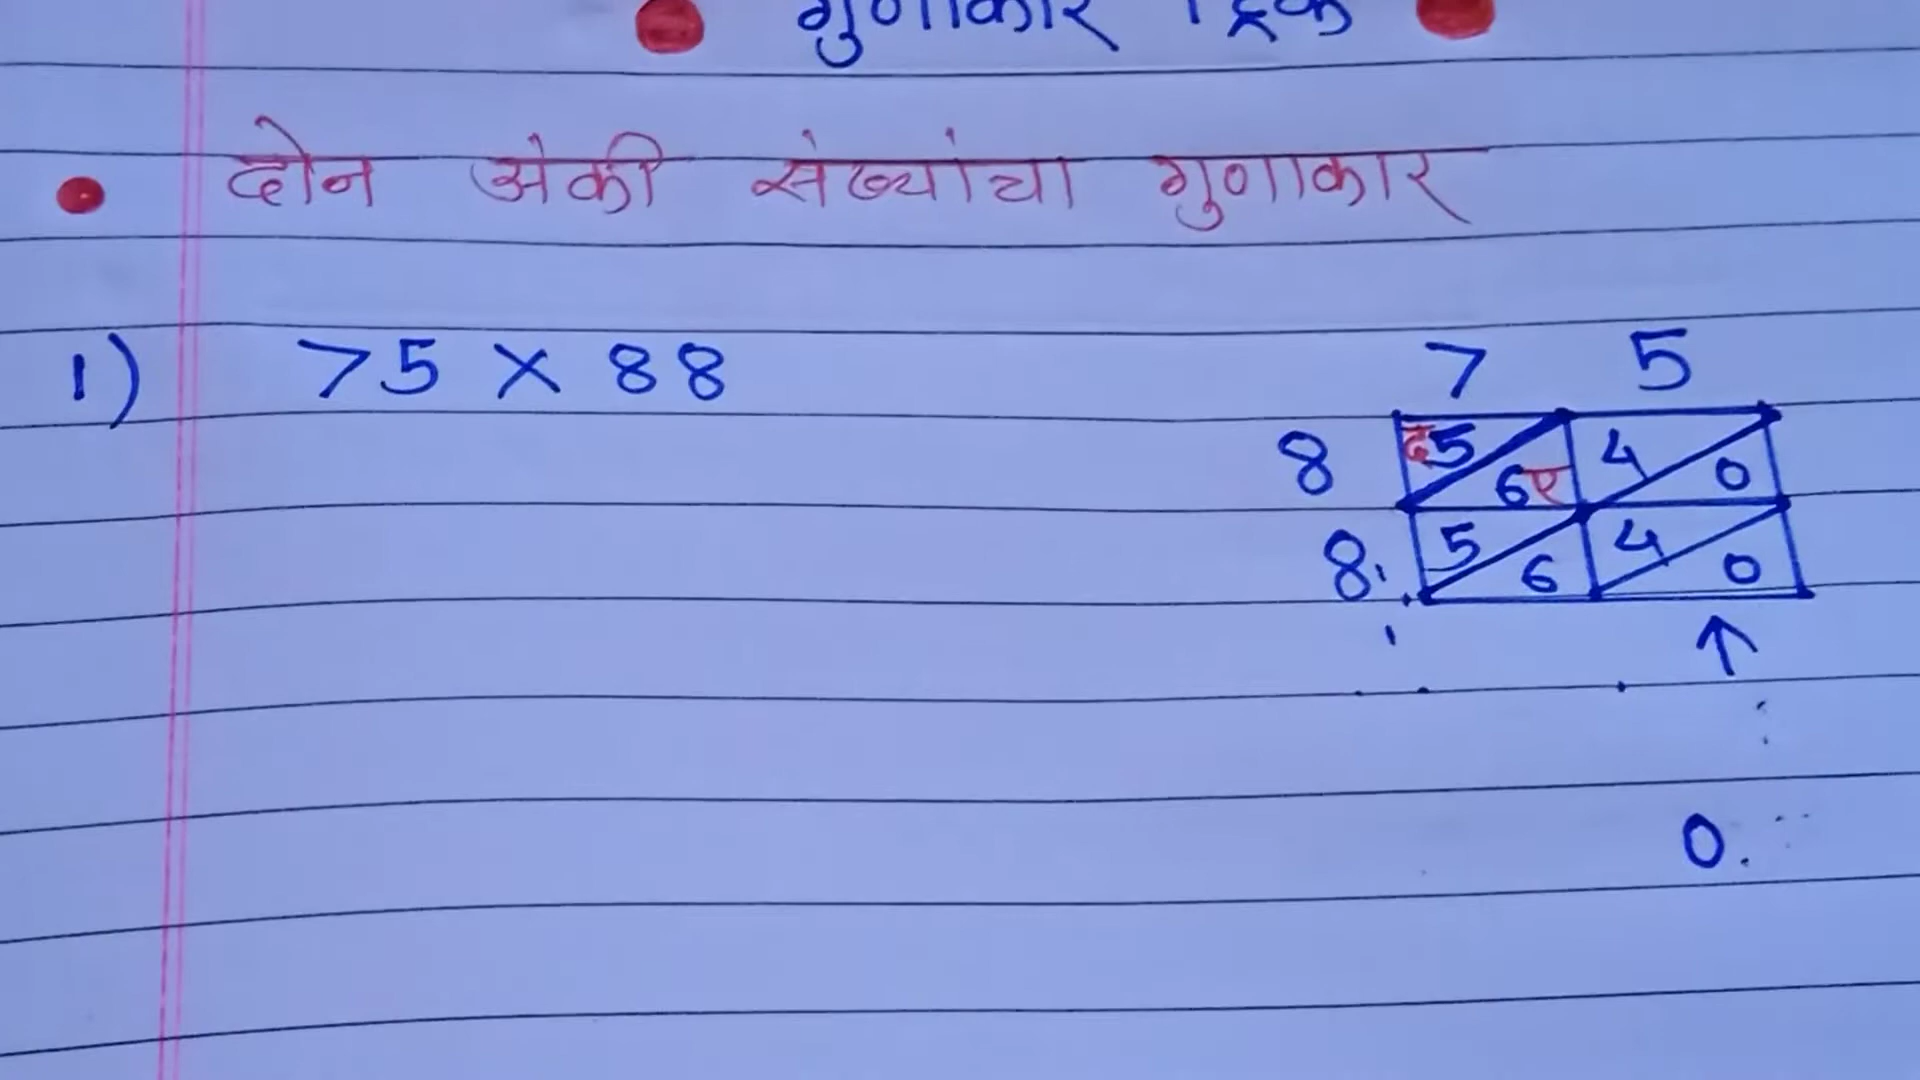 गुणाकार ट्रिक
दोन अंकी संख्यांचा गुणाकार
1) 75 × 88
7 5
8 द 5 6 ए 4 0
8 5 6 4 0
↑
0